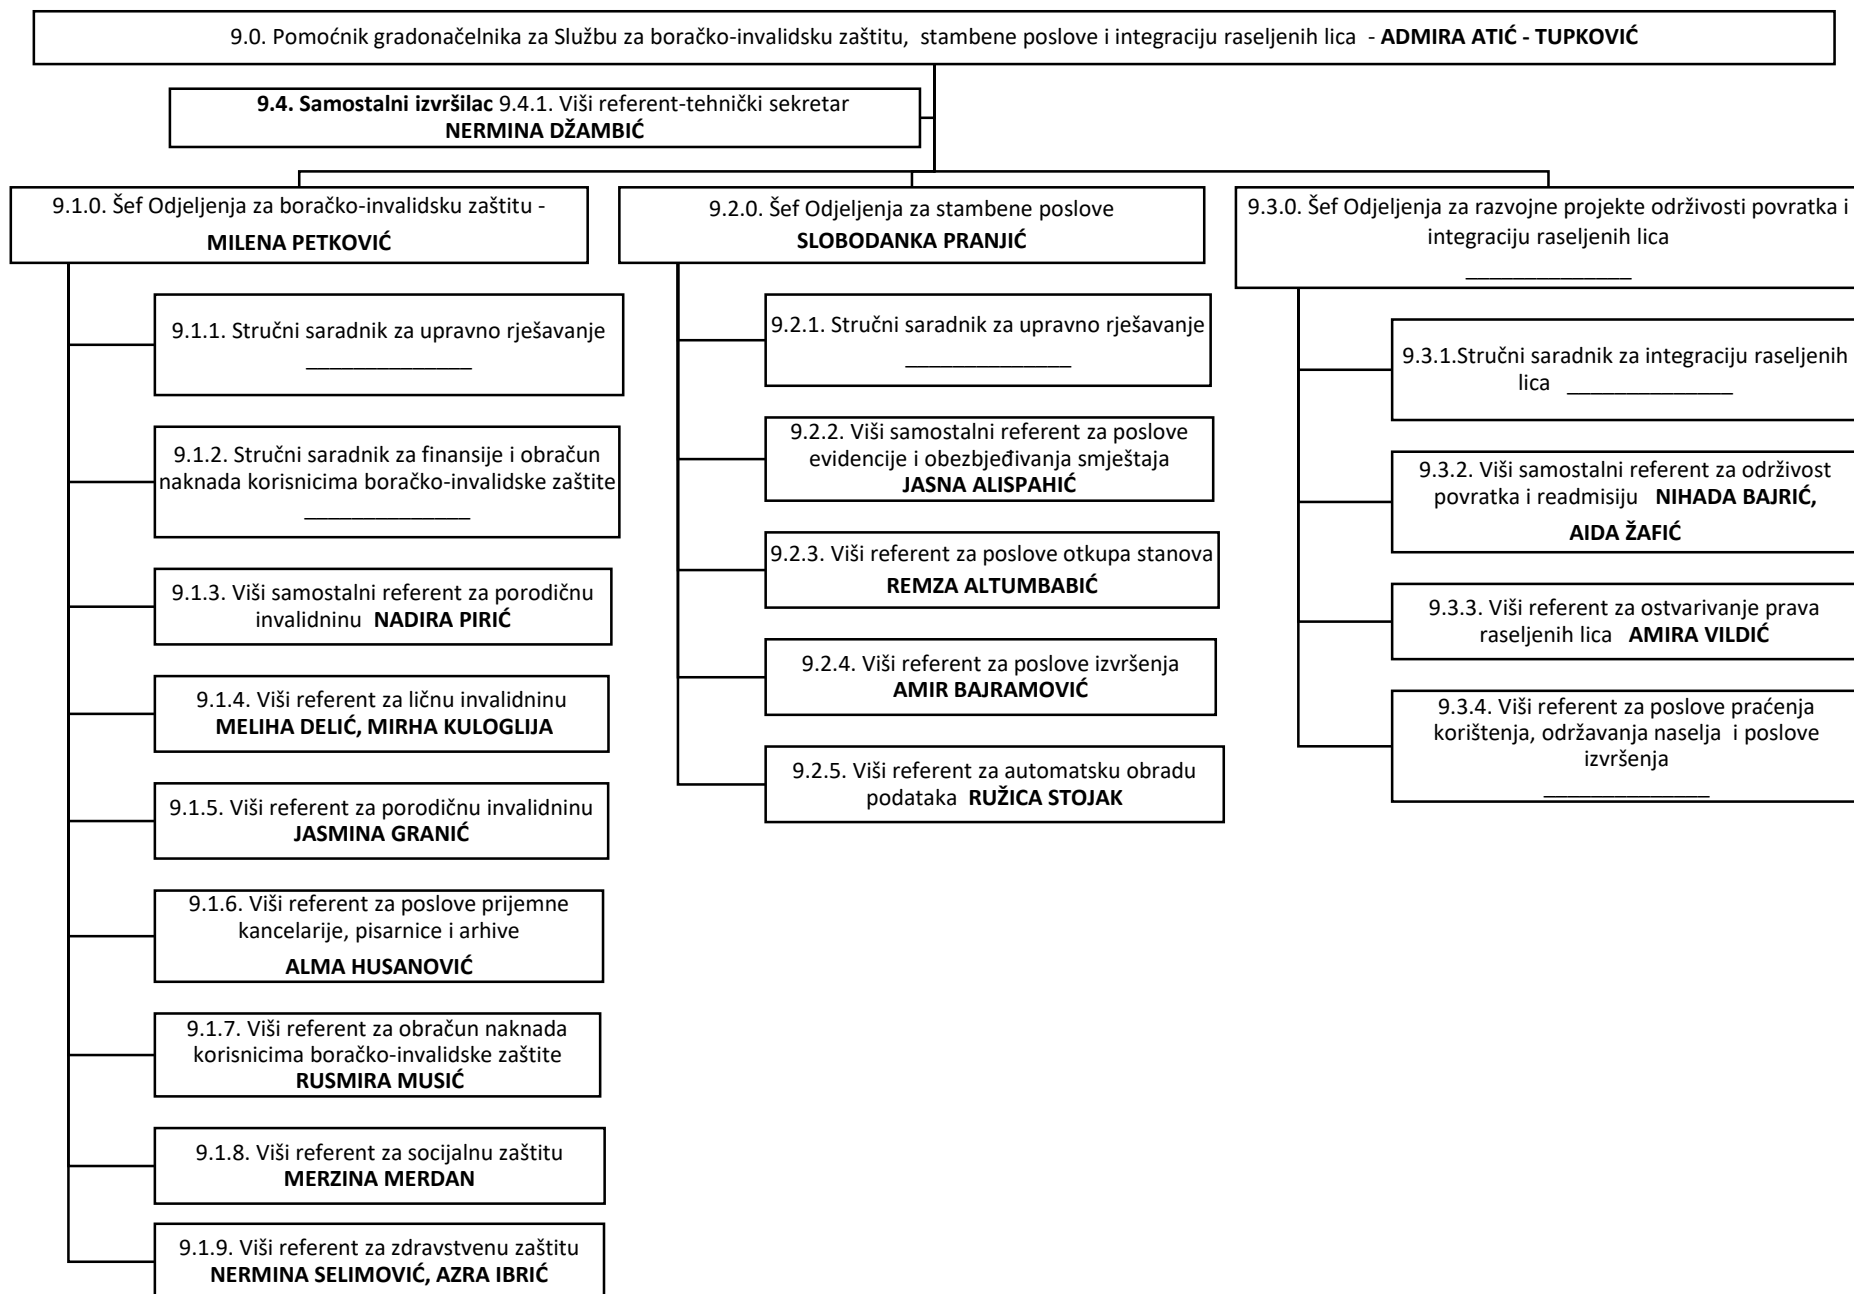 9.0. Pomoćnik gradonačelnika za Službu za boračko-invalidsku zaštitu, stambene poslove i integraciju raseljenih lica - ADMIRA ATIĆ - TUPKOVIĆ
9.4. Samostalni izvršilac 9.4.1. Viši referent-tehnički sekretar
NERMINA DŽAMBIĆ
9.1.0. Šef Odjeljenja za boračko-invalidsku zaštitu -
MILENA PETKOVIĆ
9.1.1. Stručni saradnik za upravno rješavanje
______________
9.1.2. Stručni saradnik za finansije i obračun
naknada korisnicima boračko-invalidske zaštite
______________
9.1.3. Viši samostalni referent za porodičnu
invalidninu NADIRA PIRIĆ
9.1.4. Viši referent za ličnu invalidninu
MELIHA DELIĆ, MIRHA KULOGLIJA
9.1.5. Viši referent za porodičnu invalidninu
JASMINA GRANIĆ
9.1.6. Viši referent za poslove prijemne
kancelarije, pisarnice i arhive
ALMA HUSANOVIĆ
9.1.7. Viši referent za obračun naknada
korisnicima boračko-invalidske zaštite
RUSMIRA MUSIĆ
9.1.8. Viši referent za socijalnu zaštitu
MERZINA MERDAN
9.1.9. Viši referent za zdravstvenu zaštitu
NERMINA SELIMOVIĆ, AZRA IBRIĆ
9.2.0. Šef Odjeljenja za stambene poslove
SLOBODANKA PRANJIĆ
9.2.1. Stručni saradnik za upravno rješavanje
______________
9.2.2. Viši samostalni referent za poslove
evidencije i obezbjeđivanja smještaja
JASNA ALISPAHIĆ
9.2.3. Viši referent za poslove otkupa stanova
REMZA ALTUMBABIĆ
9.2.4. Viši referent za poslove izvršenja
AMIR BAJRAMOVIĆ
9.2.5. Viši referent za automatsku obradu
podataka RUŽICA STOJAK
9.3.0. Šef Odjeljenja za razvojne projekte održivosti povratka i
integraciju raseljenih lica
______________
9.3.1.Stručni saradnik za integraciju raseljenih
lica ______________
9.3.2. Viši samostalni referent za održivost
povratka i readmisiju NIHADA BAJRIĆ,
AIDA ŽAFIĆ
9.3.3. Viši referent za ostvarivanje prava
raseljenih lica AMIRA VILDIĆ
9.3.4. Viši referent za poslove praćenja
korištenja, održavanja naselja i poslove
izvršenja
______________